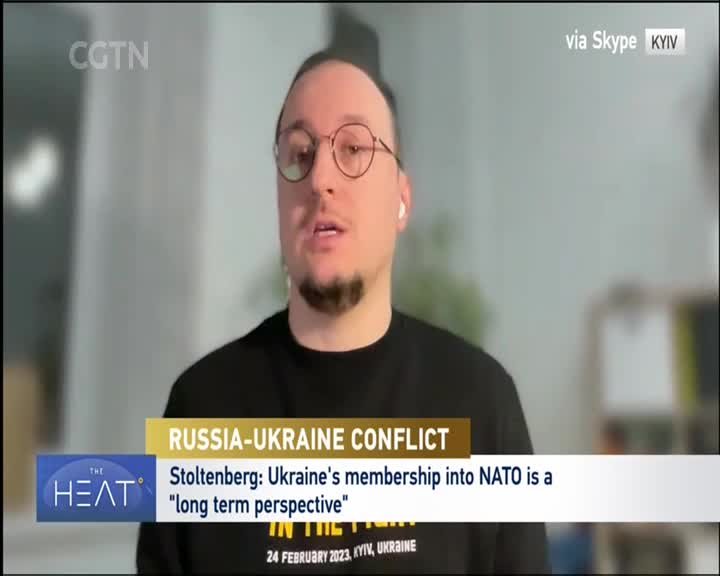 CGTN
via Skype KYIV
RUSSIA-UKRAINE CONFLICT
THE
HEAT
Stoltenberg: Ukraine's membership into NATO is a
"long term perspective"
IN THE FIGHT
24 FEBRUARY 2023, KYIV, UKRAINE